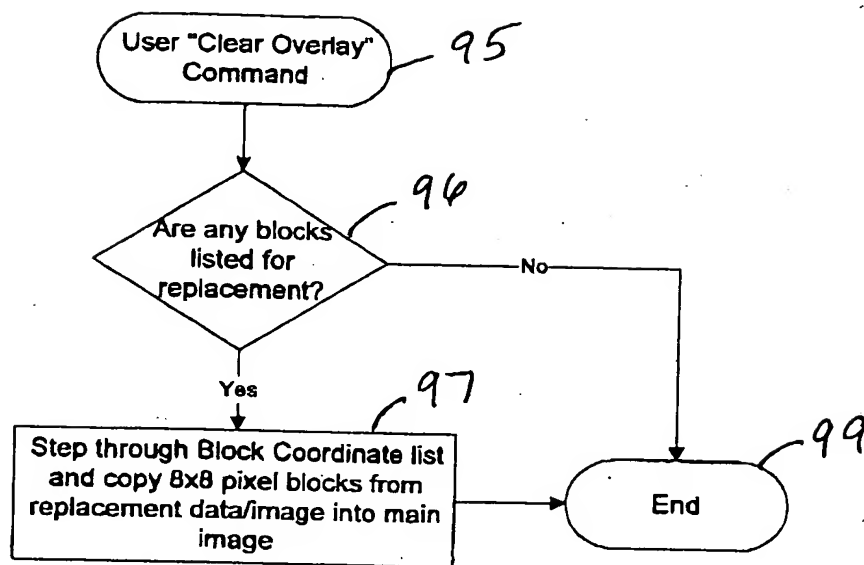 User "Clear Overlay"
Command
95
96
Are any blocks
listed for
replacement?
No
Yes
97
Step through Block Coordinate list
and copy 8x8 pixel blocks from
replacement data/image into main
image
99
End